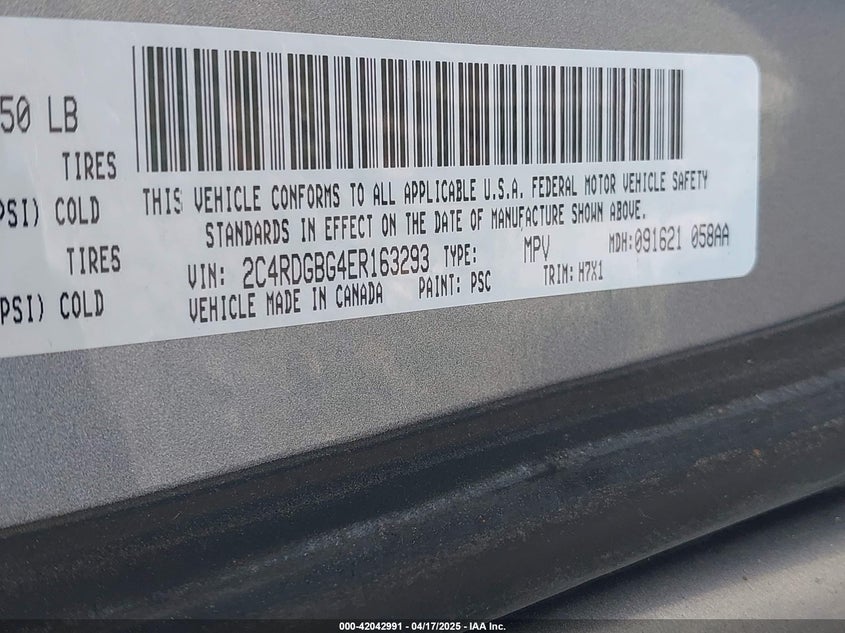 50 LB
TIRES
PSI) COLD
TIRES
PSI) COLD
THIS VEHICLE CONFORMS TO ALL APPLICABLE U.S.A. FEDERAL MOTOR VEHICLE SAFETY
STANDARDS IN EFFECT ON THE DATE OF MANUFACTURE SHOWN ABOVE.
VIN: 2C4RDGBG4ER163293 TYPE: MPV MDH:091621 058AA
VEHICLE MADE IN CANADA PAINT: PSC TRIM: H7X1
000-42042991 - 04/17/2025 - IAA Inc.